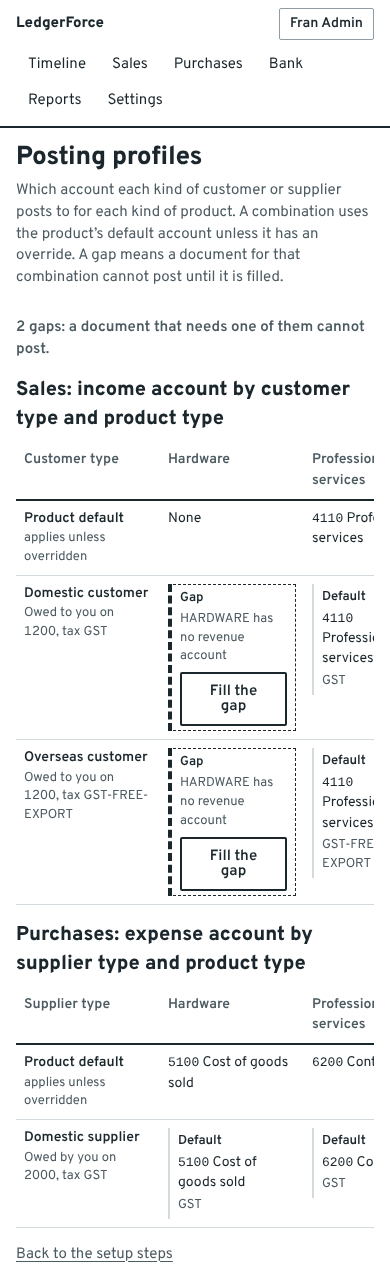 LedgerForce
Fran Admin
Timeline Sales Purchases Bank
Reports Settings
Posting profiles
Which account each kind of customer or supplier
posts to for each kind of product. A combination uses
the product's default account unless it has an
override. A gap means a document for that
combination cannot post until it is filled.
2 gaps: a document that needs one of them cannot
post.
Sales: income account by customer
type and product type
Customer type Hardware
services
Product default None 4110
applies unless services
overridden
Domestic customer
Owed to you on
1200, tax GST
Gap
HARDWARE has
no revenue
account
Fill the
gap
Default
4110
services
GST
Overseas customer
Owed to you on
1200, tax GST-FREE-
EXPORT
Gap
HARDWARE has
no revenue
account
Fill the
gap
Default
4110
services
EXPORT
Purchases: expense account by
supplier type and product type
Supplier type Hardware
services
Product default 5100 Cost of goods 6200
applies unless sold
overridden
Domestic supplier
Owed by you on
2000, tax GST
Default
5100 Cost of
goods sold
GST
Default
6200
GST
Back to the setup steps